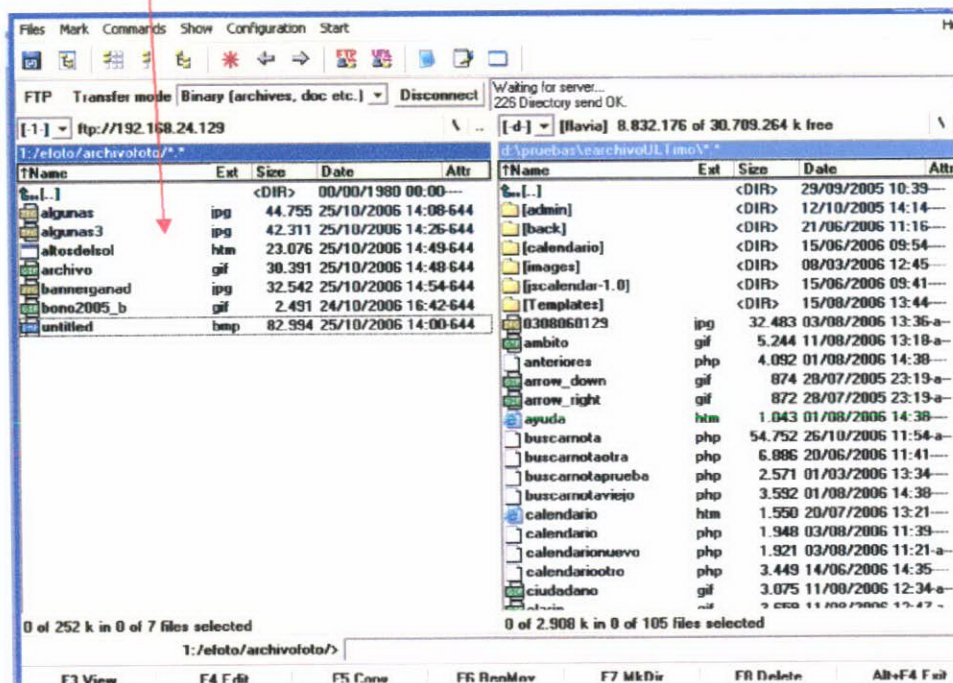 Files Mark Commands Show Configuration Start
FTP Transfer mode Binary (archives, doc etc.) Disconnect
Waiting for server...
226 Directory send OK.
[-1-] ftp://192.168.24.129 \ ..
[-d-] [flavia] 8.832.176 of 30.709.264 k free \
1:/efoto/archivofoto/*.*
d:\pruebas\earchivoULTimo\*.*
↑Name Ext Size Date Attr
[..] <DIR> 00/00/1980 00:00----
algunas jpg 44.755 25/10/2006 14:08-644
algunas3 jpg 42.311 25/10/2006 14:26-644
altosdelsol htm 23.076 25/10/2006 14:49-644
archivo gif 30.391 25/10/2006 14:48-644
bannerganad jpg 32.542 25/10/2006 14:54-644
bono2005_b gif 2.491 24/10/2006 16:42-644
untitled bmp 82.994 25/10/2006 14:00-644
↑Name Ext Size Date Attr
[..] <DIR> 29/09/2005 10:39----
[admin] <DIR> 12/10/2005 14:14----
[back] <DIR> 21/06/2006 11:16----
[calendario] <DIR> 15/06/2006 09:54----
[images] <DIR> 08/03/2006 12:45----
[jscalendar-1.0] <DIR> 15/06/2006 09:41----
[Templates] <DIR> 15/08/2006 13:44----
0308060129 jpg 32.483 03/08/2006 13:36-a--
ambito gif 5.244 11/08/2006 13:18-a--
anteriores php 4.092 01/08/2006 14:38----
arrow_down gif 874 28/07/2005 23:19-a--
arrow_right gif 872 28/07/2005 23:19-a--
ayuda htm 1.043 01/08/2006 14:38----
buscarnota php 54.752 26/10/2006 11:54-a--
buscarnotaotra php 6.886 20/06/2006 11:41----
buscarnotaprueba php 2.571 01/03/2006 13:34----
buscarnotaviejo php 3.592 01/08/2006 14:38----
calendario htm 1.550 20/07/2006 13:21----
calendario php 1.948 03/08/2006 11:39----
calendarionuevo php 1.921 03/08/2006 11:21-a--
calendariootro php 3.449 14/06/2006 14:35----
ciudadano gif 3.075 11/08/2006 12:34-a--
0 of 252 k in 0 of 7 files selected
0 of 2.908 k in 0 of 105 files selected
1:/efoto/archivofoto/>
F3 View F4 Edit F5 Copy F6 RenMov F7 MkDir F8 Delete Alt+F4 Exit